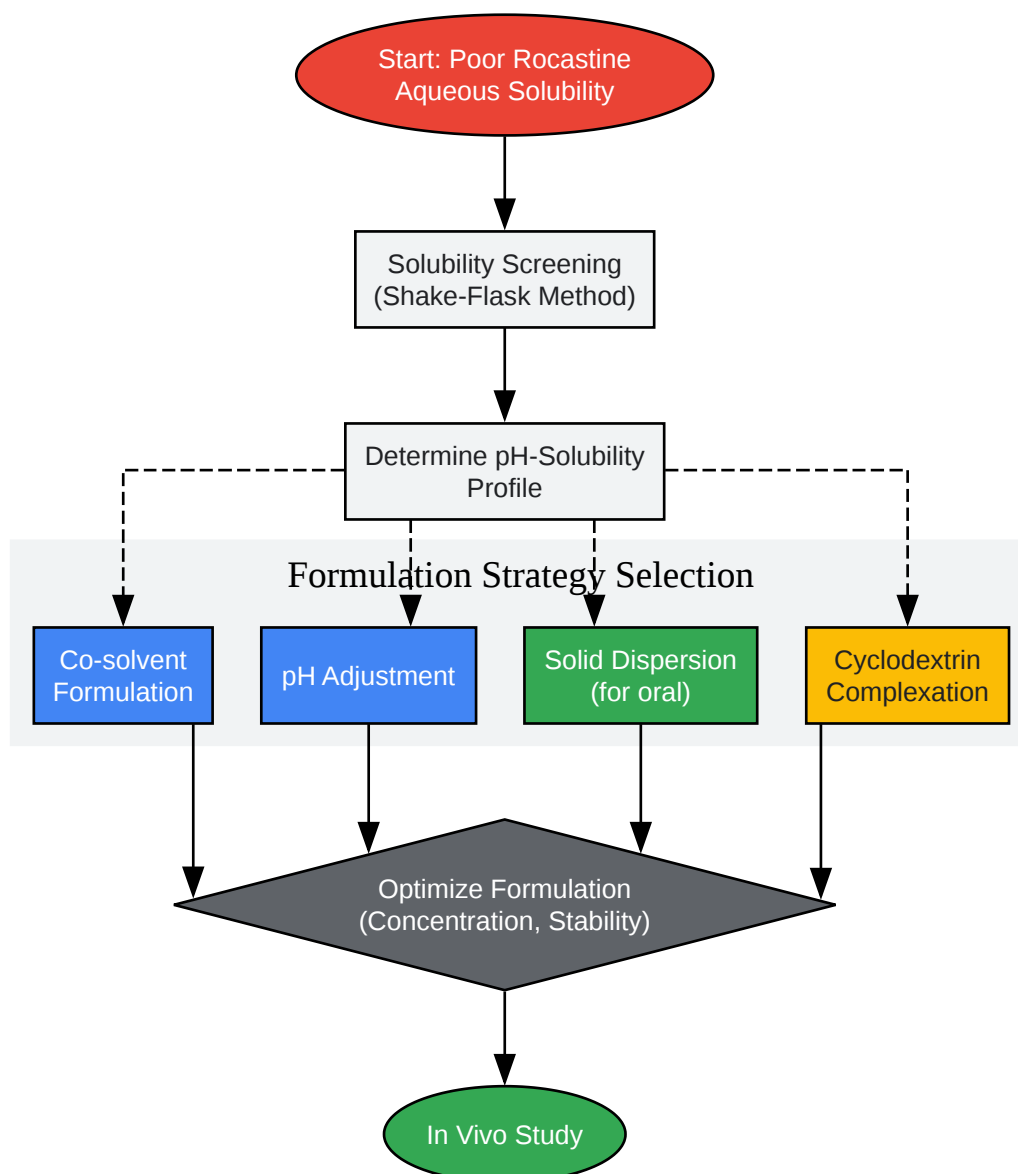 Start: Poor Rocastine
Aqueous Solubility
Solubility Screening
(Shake-Flask Method)
Determine pH-Solubility
Profile
Formulation Strategy Selection
Co-solvent
Formulation
pH Adjustment
Solid Dispersion
(for oral)
Cyclodextrin
Complexation
Optimize Formulation
(Concentration, Stability)
In Vivo Study